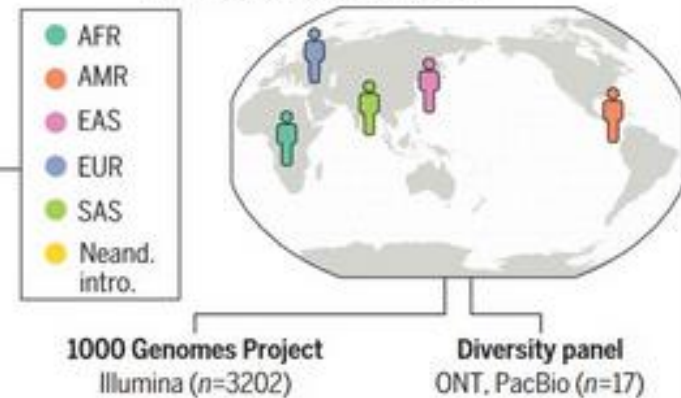 AFR
AMR
EAS
EUR
SAS
Neand.
intro.
1000 Genomes Project
Illumina (n=3202)
Diversity panel
ONT, PacBio (n=17)